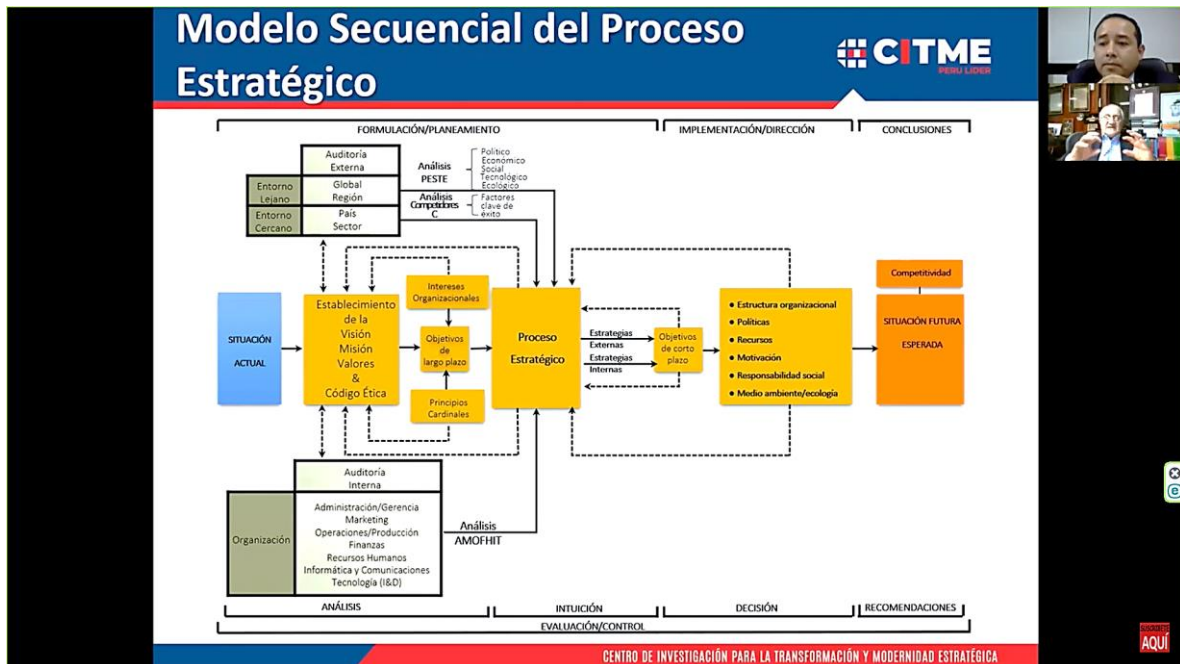 Modelo Secuencial del Proceso
Estratégico
CITME
PERU LIDER
FORMULACIÓN/PLANEAMIENTO
IMPLEMENTACIÓN/DIRECCIÓN
CONCLUSIONES
Auditoría
Externa
Entorno
Lejano
Global
Región
Entorno
Cercano
País
Sector
Análisis
PESTE
Político
Económico
Social
Tecnológico
Ecológico
Análisis
Competidores
C
Factores
clave de
éxito
SITUACIÓN
ACTUAL
Establecimiento
de la
Visión
Misión
Valores
&
Código Ética
Intereses
Organizacionales
Objetivos de
largo plazo
Principios
Cardinales
Proceso
Estratégico
Estrategias
Externas
Estrategias
Internas
Objetivos
de corto
plazo
• Estructura organizacional
• Políticas
• Recursos
• Motivación
• Responsabilidad social
• Medio ambiente/ecología
Competitividad
SITUACIÓN FUTURA
ESPERADA
Auditoría
Interna
Organización
Administración/Gerencia
Marketing
Operaciones/Producción
Finanzas
Recursos Humanos
Informática y Comunicaciones
Tecnología (I&D)
Análisis
AMOFHIT
ANÁLISIS
INTUICIÓN
DECISIÓN
RECOMENDACIONES
EVALUACIÓN/CONTROL
CENTRO DE INVESTIGACIÓN PARA LA TRANSFORMACIÓN Y MODERNIDAD ESTRATÉGICA
AQUÍ